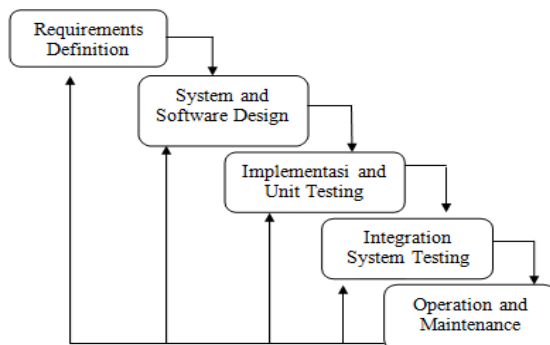 Requirements
Definition
System and
Software Design
Implementasi and
Unit Testing
Integration
System Testing
Operation and
Maintenance